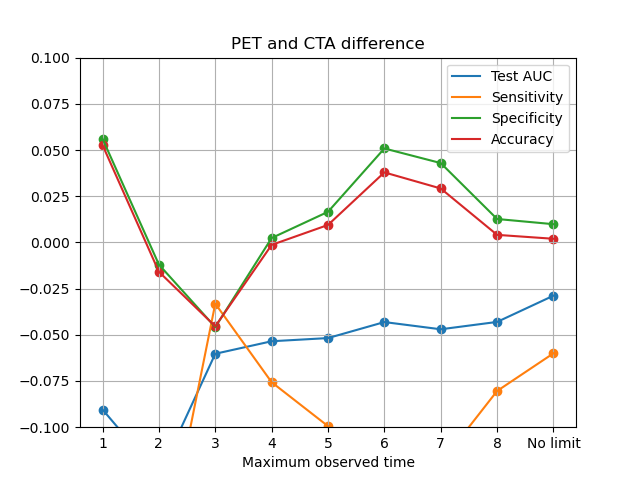 PET and CTA difference
0.100
0.075
0.050
0.025
0.000
−0.025
−0.050
−0.075
−0.100
Test AUC
Sensitivity
Specificity
Accuracy
1 2 3 4 5 6 7 8 No limit
Maximum observed time